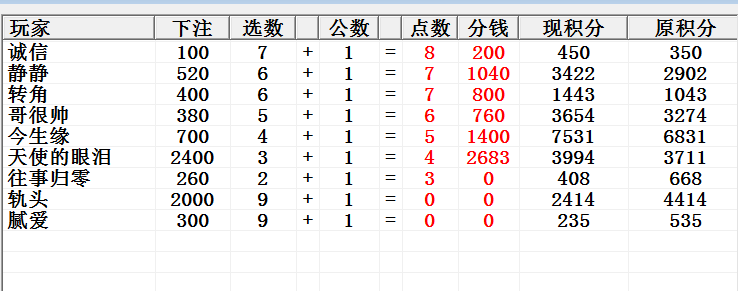 玩家 下注 选数 公数 点数 分钱 现积分 原积分
诚信 100 7 + 1 = 8 200 450 350
静静 520 6 + 1 = 7 1040 3422 2902
转角 400 6 + 1 = 7 800 1443 1043
哥很帅 380 5 + 1 = 6 760 3654 3274
今生缘 700 4 + 1 = 5 1400 7531 6831
天使的眼泪 2400 3 + 1 = 4 2683 3994 3711
往事归零 260 2 + 1 = 3 0 408 668
轨头 2000 9 + 1 = 0 0 2414 4414
腻爱 300 9 + 1 = 0 0 235 535